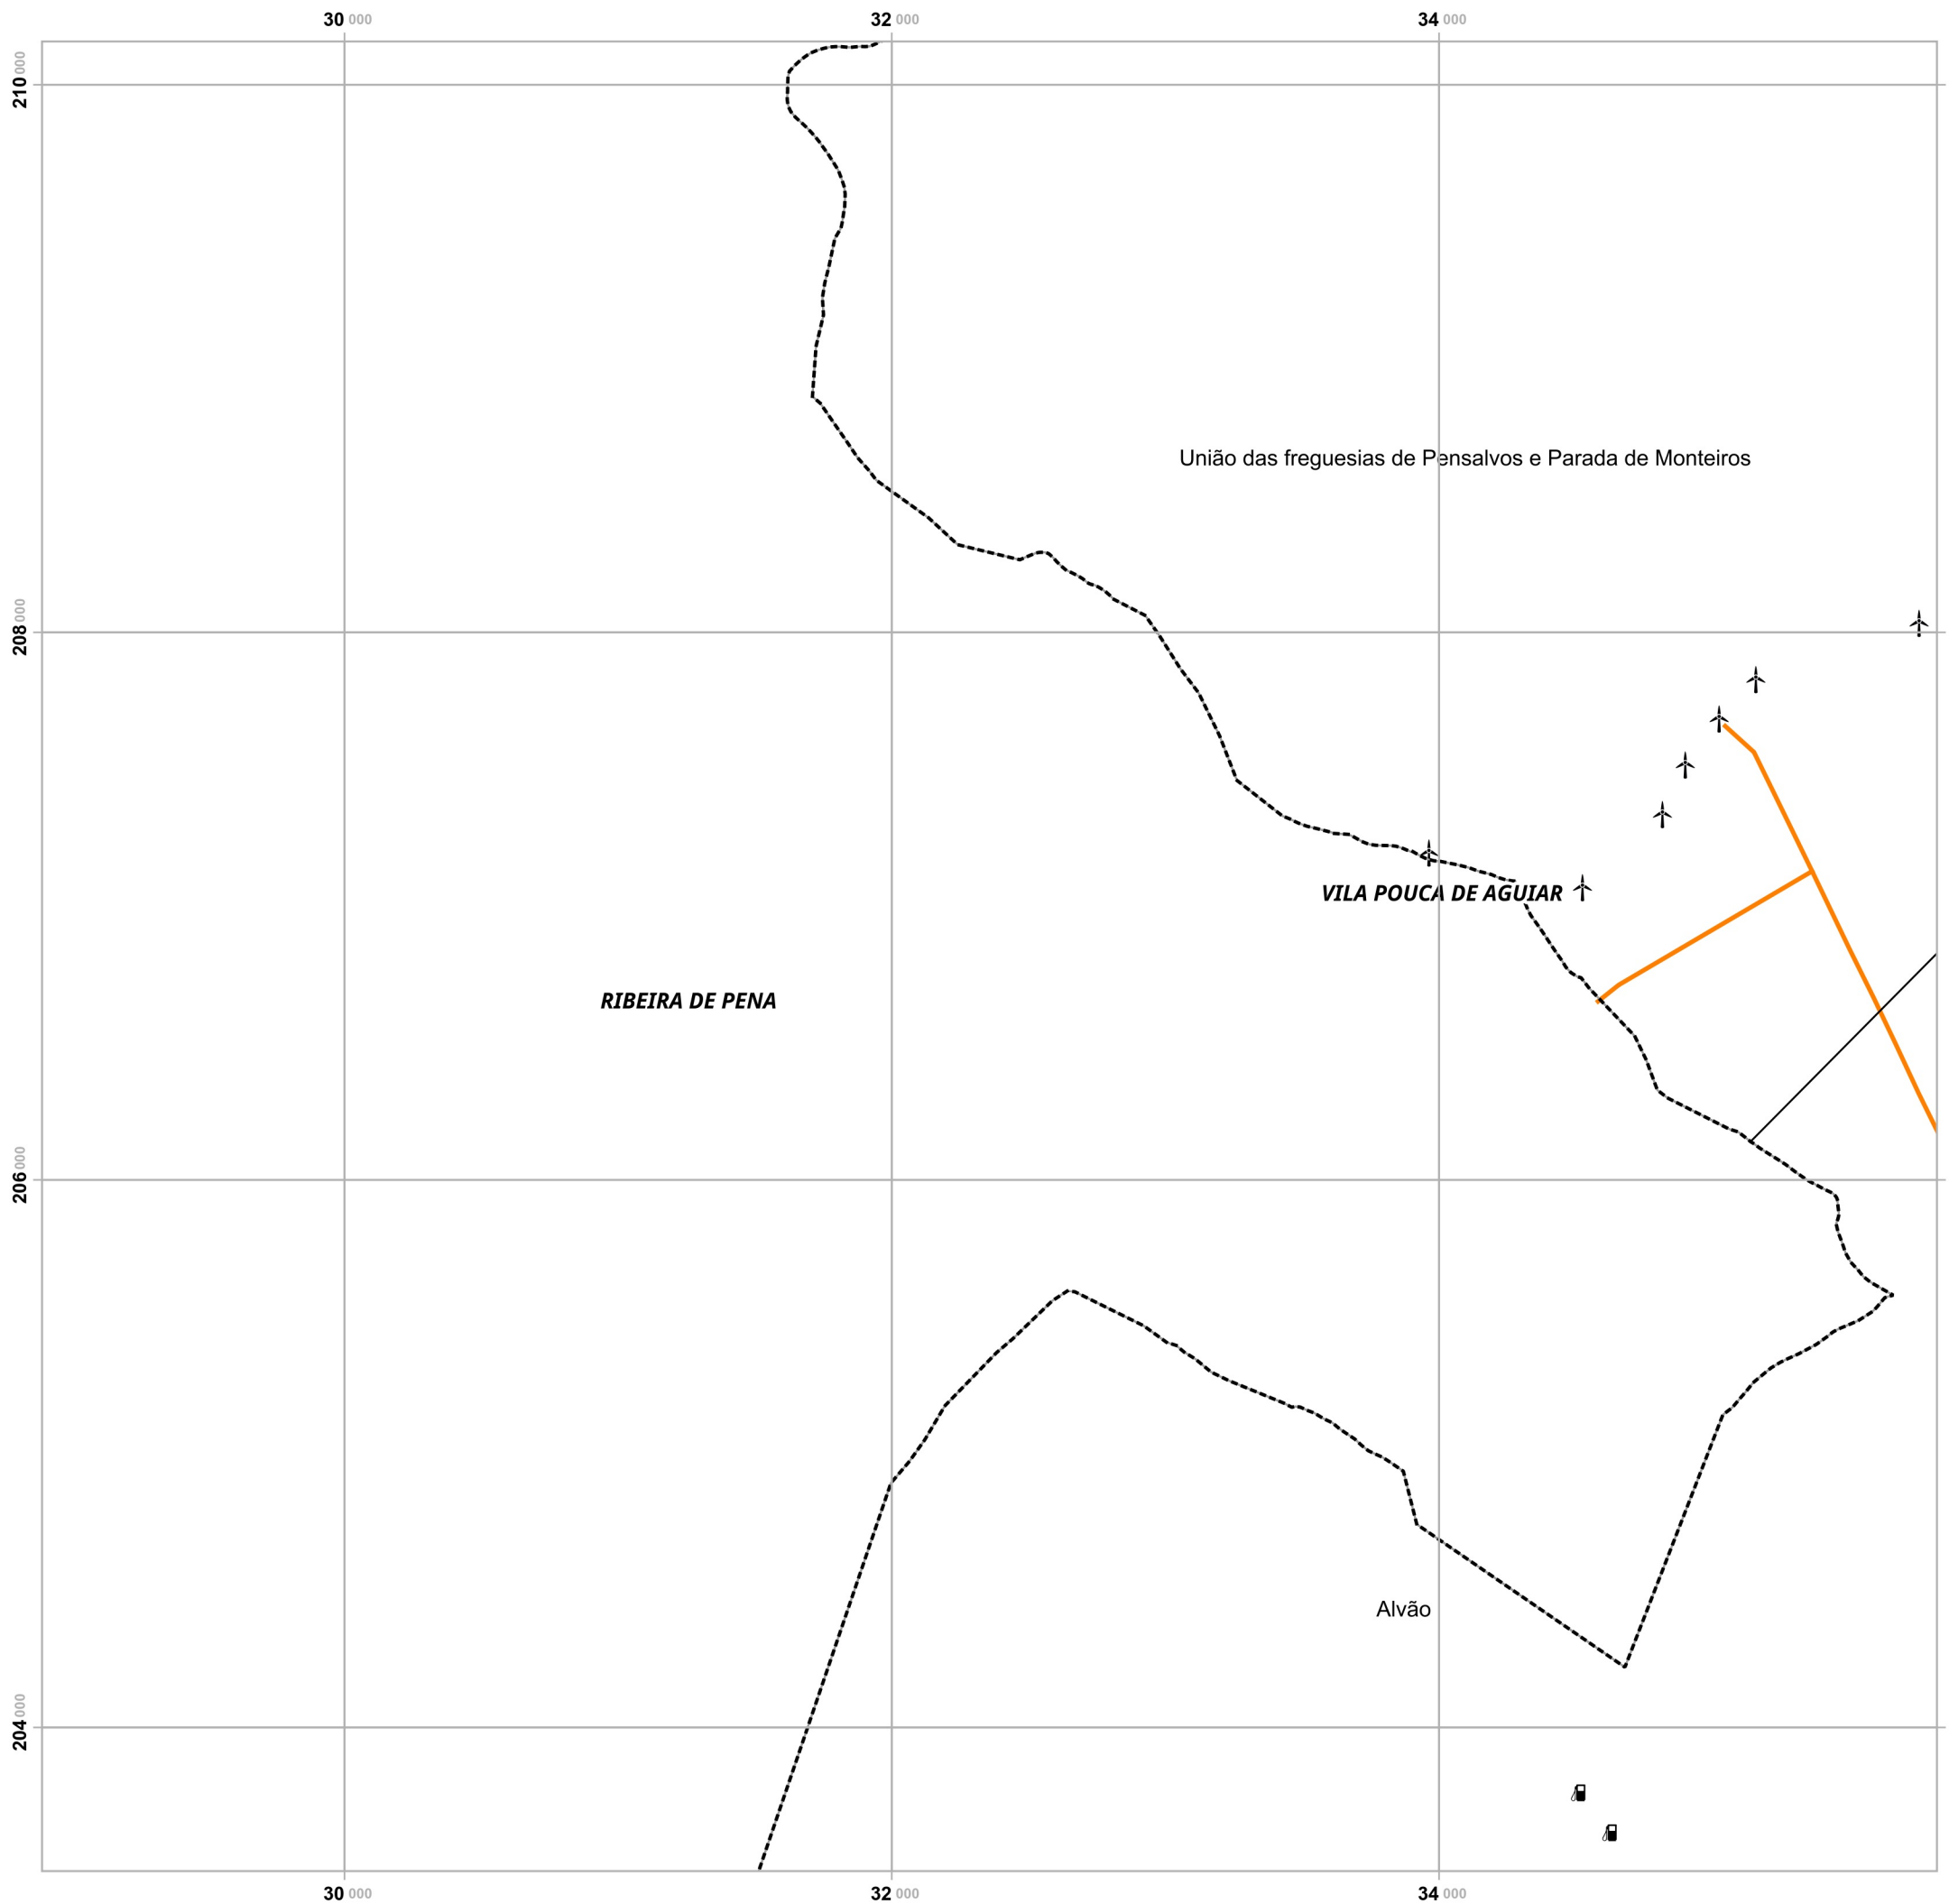 30 000 32 000 34 000
210 000
União das freguesias de Pensalvos e Parada de Monteiros
208 000
VILA POUCA DE AGUIAR
RIBEIRA DE PENA
206 000
Alvão
204 000
30 000 32 000 34 000